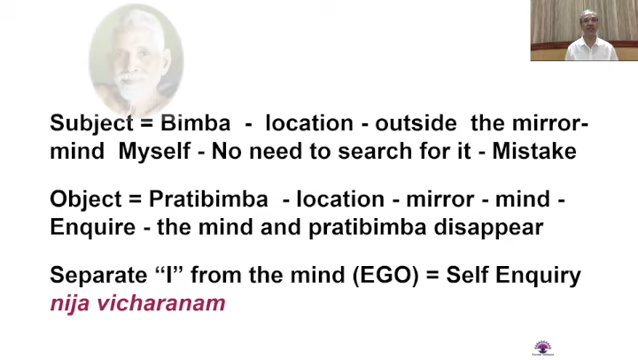 Subject = Bimba - location - outside the mirror-
mind Myself - No need to search for it - Mistake
Object = Pratibimba - location - mirror - mind -
Enquire - the mind and pratibimba disappear
Separate “I” from the mind (EGO) = Self Enquiry
nija vicharanam